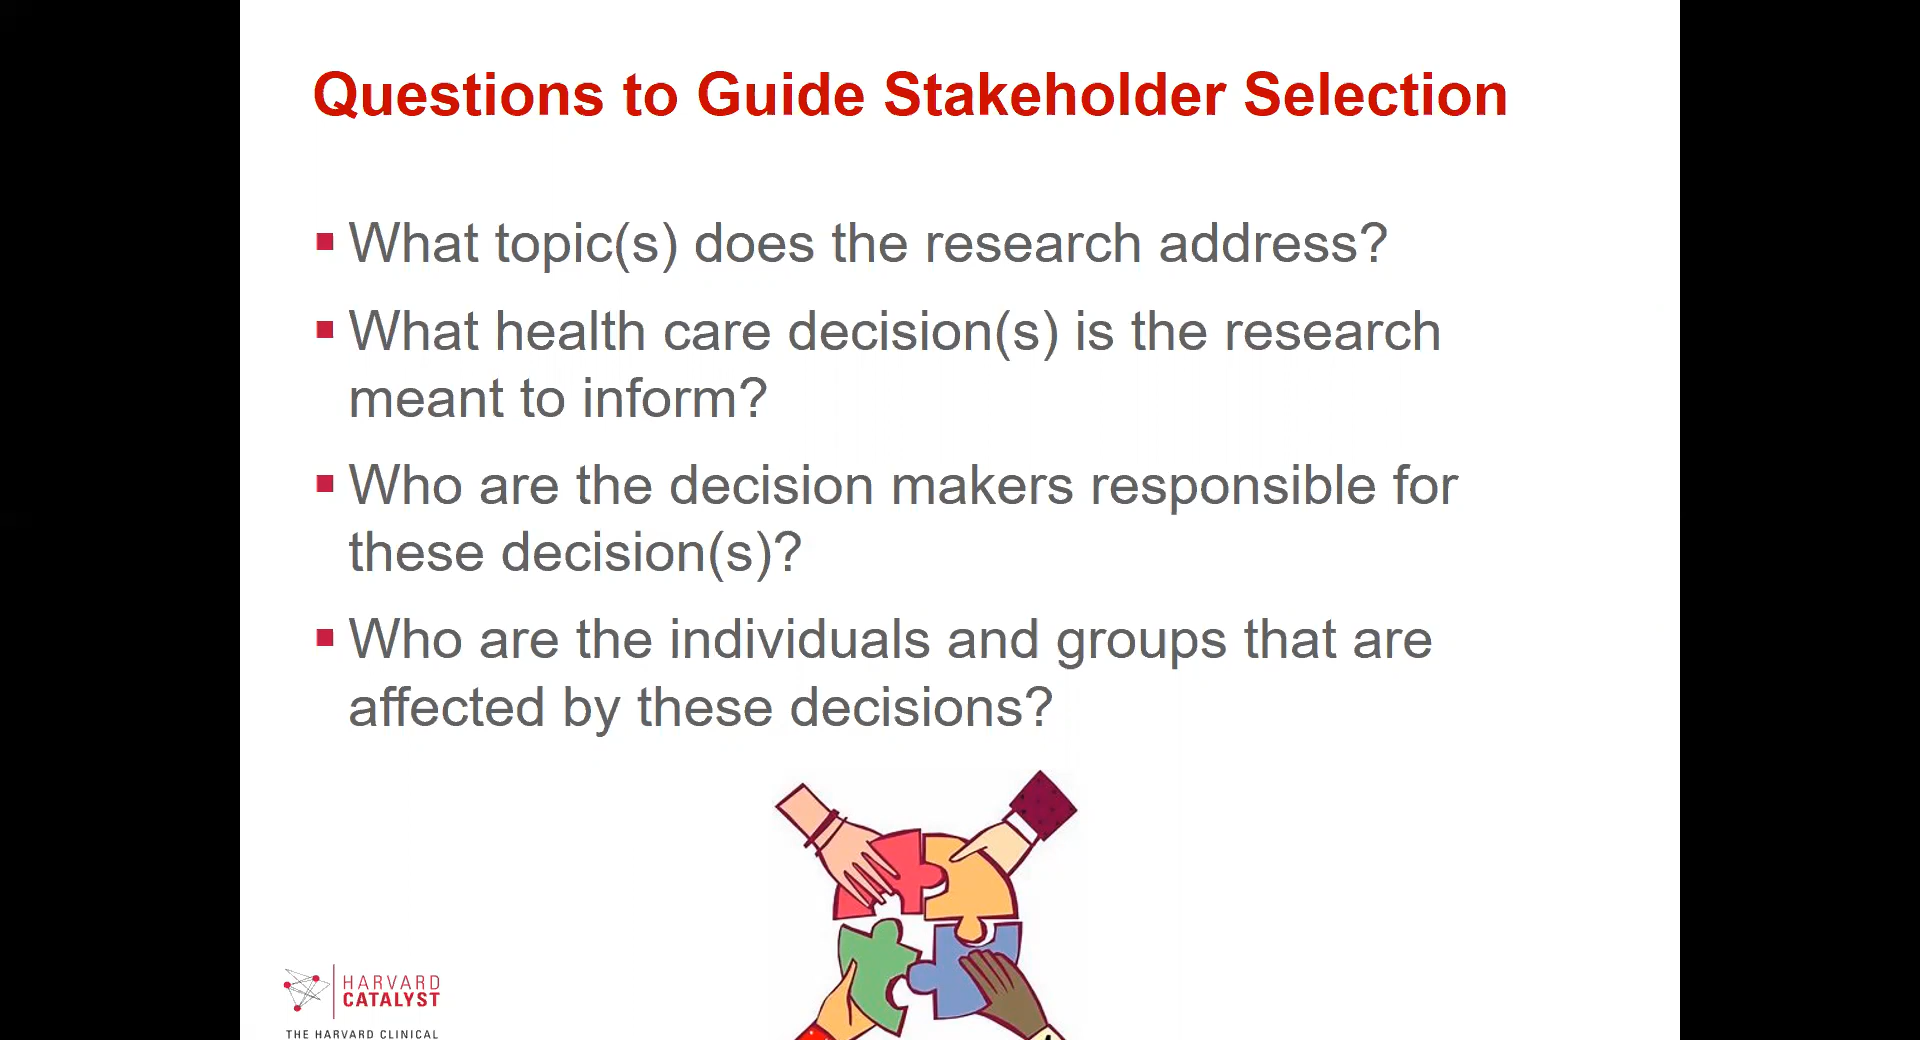 Questions to Guide Stakeholder Selection
What topic(s) does the research address?
What health care decision(s) is the research
meant to inform?
Who are the decision makers responsible for
these decision(s)?
Who are the individuals and groups that are
affected by these decisions?
HARVARD
CATALYST
THE HARVARD CLINICAL